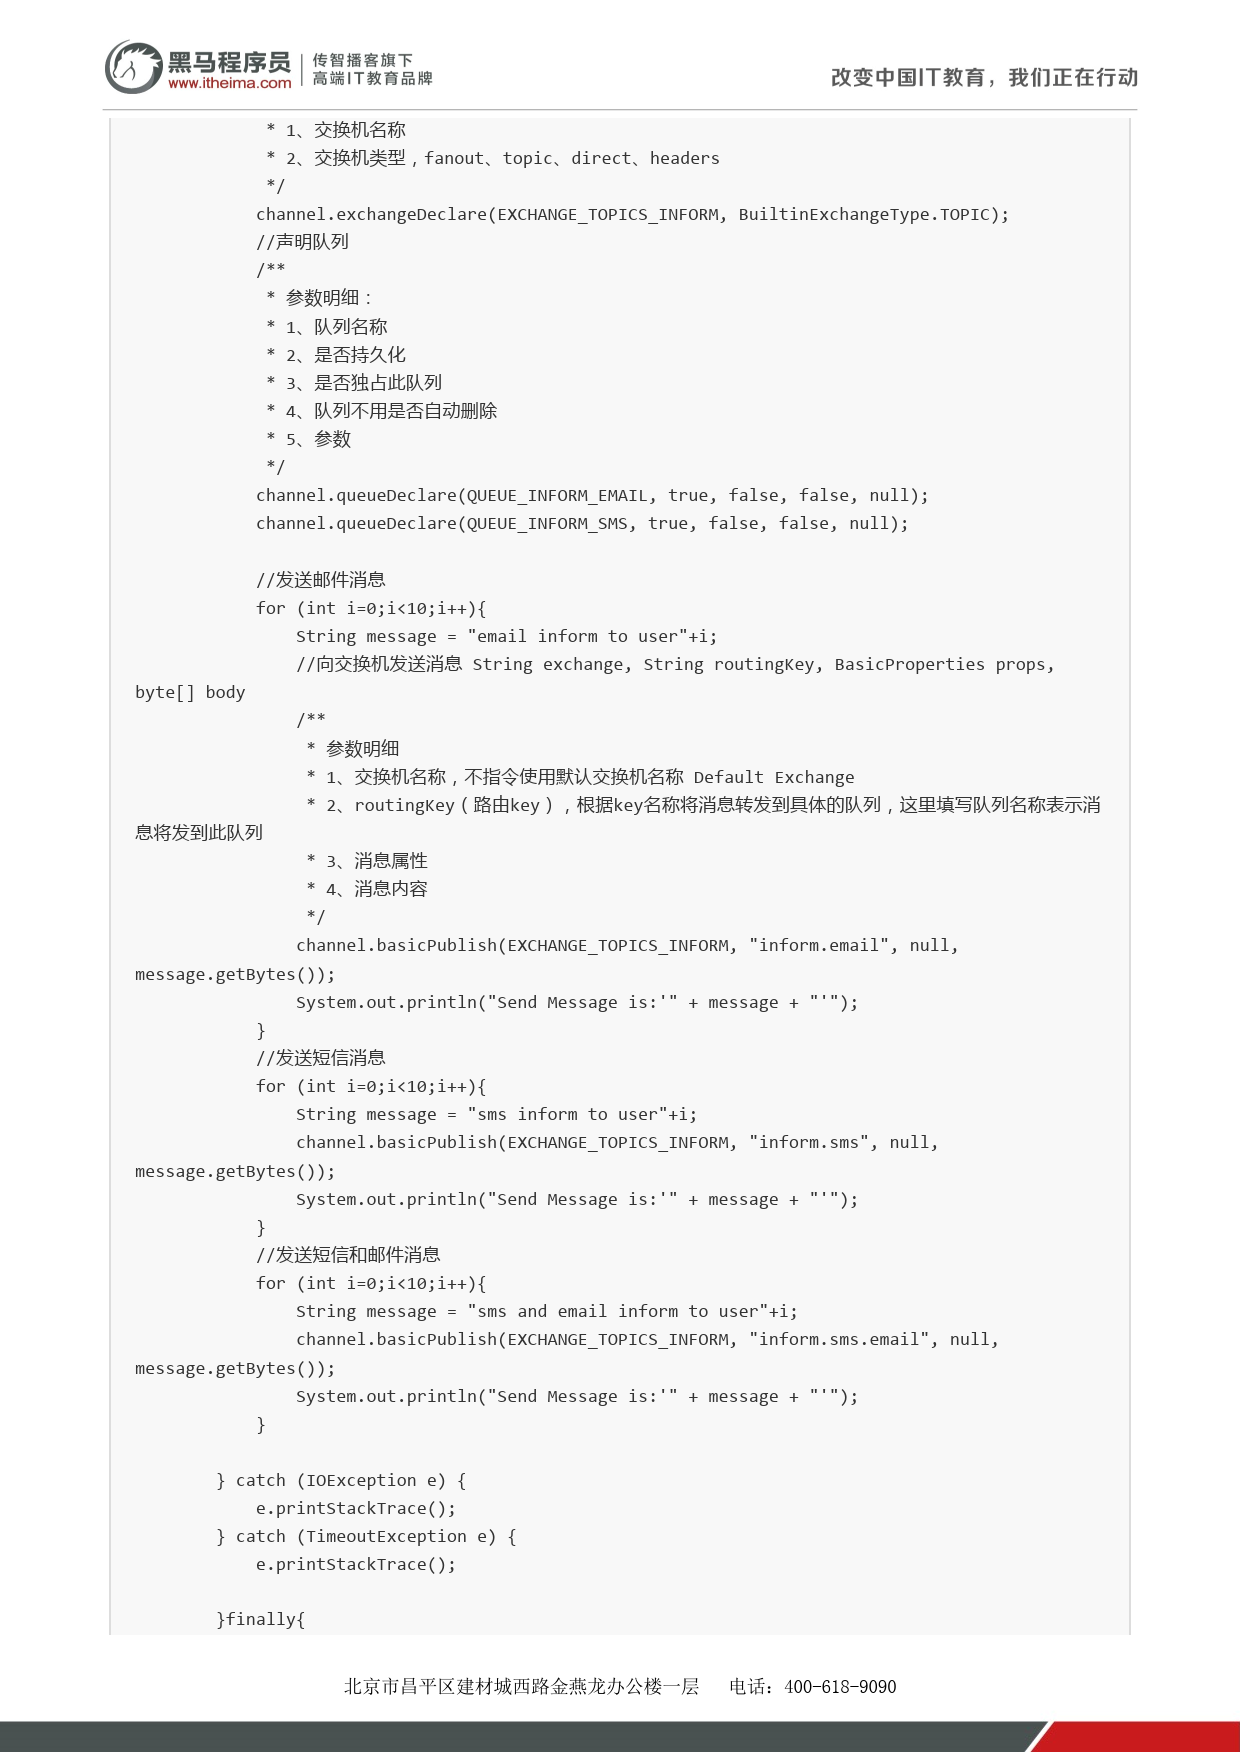 黑马程序员
www.itheima.com
传智播客旗下
高端IT教育品牌
改变中国IT教育，我们正在行动
* 1、交换机名称
* 2、交换机类型，fanout、topic、direct、headers
*/
channel.exchangeDeclare(EXCHANGE_TOPICS_INFORM, BuiltinExchangeType.TOPIC);
//声明队列
/**
* 参数明细：
* 1、队列名称
* 2、是否持久化
* 3、是否独占此队列
* 4、队列不用是否自动删除
* 5、参数
*/
channel.queueDeclare(QUEUE_INFORM_EMAIL, true, false, false, null);
channel.queueDeclare(QUEUE_INFORM_SMS, true, false, false, null);
//发送邮件消息
for (int i=0;i<10;i++){
String message = "email inform to user"+i;
//向交换机发送消息 String exchange, String routingKey, BasicProperties props,
byte[] body
/**
* 参数明细
* 1、交换机名称，不指令使用默认交换机名称 Default Exchange
* 2、routingKey（路由key），根据key名称将消息转发到具体的队列，这里填写队列名称表示消
息将发到此队列
* 3、消息属性
* 4、消息内容
*/
channel.basicPublish(EXCHANGE_TOPICS_INFORM, "inform.email", null,
message.getBytes());
System.out.println("Send Message is:'" + message + "'");
}
//发送短信消息
for (int i=0;i<10;i++){
String message = "sms inform to user"+i;
channel.basicPublish(EXCHANGE_TOPICS_INFORM, "inform.sms", null,
message.getBytes());
System.out.println("Send Message is:'" + message + "'");
}
//发送短信和邮件消息
for (int i=0;i<10;i++){
String message = "sms and email inform to user"+i;
channel.basicPublish(EXCHANGE_TOPICS_INFORM, "inform.sms.email", null,
message.getBytes());
System.out.println("Send Message is:'" + message + "'");
}
} catch (IOException e) {
e.printStackTrace();
} catch (TimeoutException e) {
e.printStackTrace();
}finally{
北京市昌平区建材城西路金燕龙办公楼一层 电话：400-618-9090